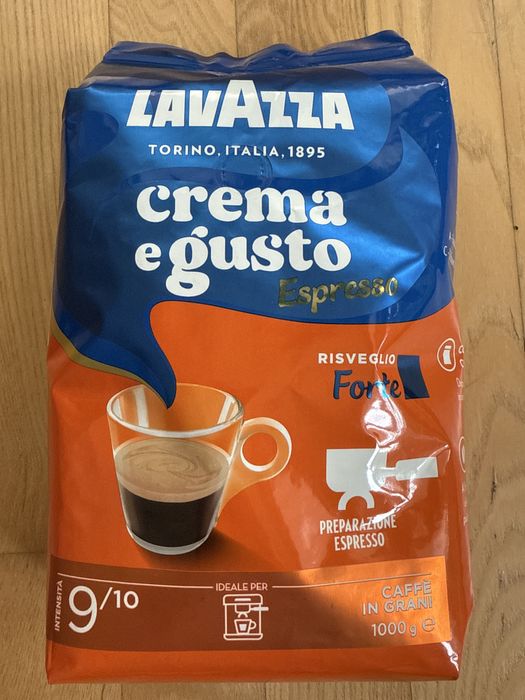 LAVAZZA
TORINO, ITALIA, 1895
crema
e gusto
Espresso
RISVEGLIO
Forte
PREPARAZIONE
ESPRESSO
INTENSITÀ
9/10
IDEALE PER
CAFFÈ
IN GRANI
1000 g ℮